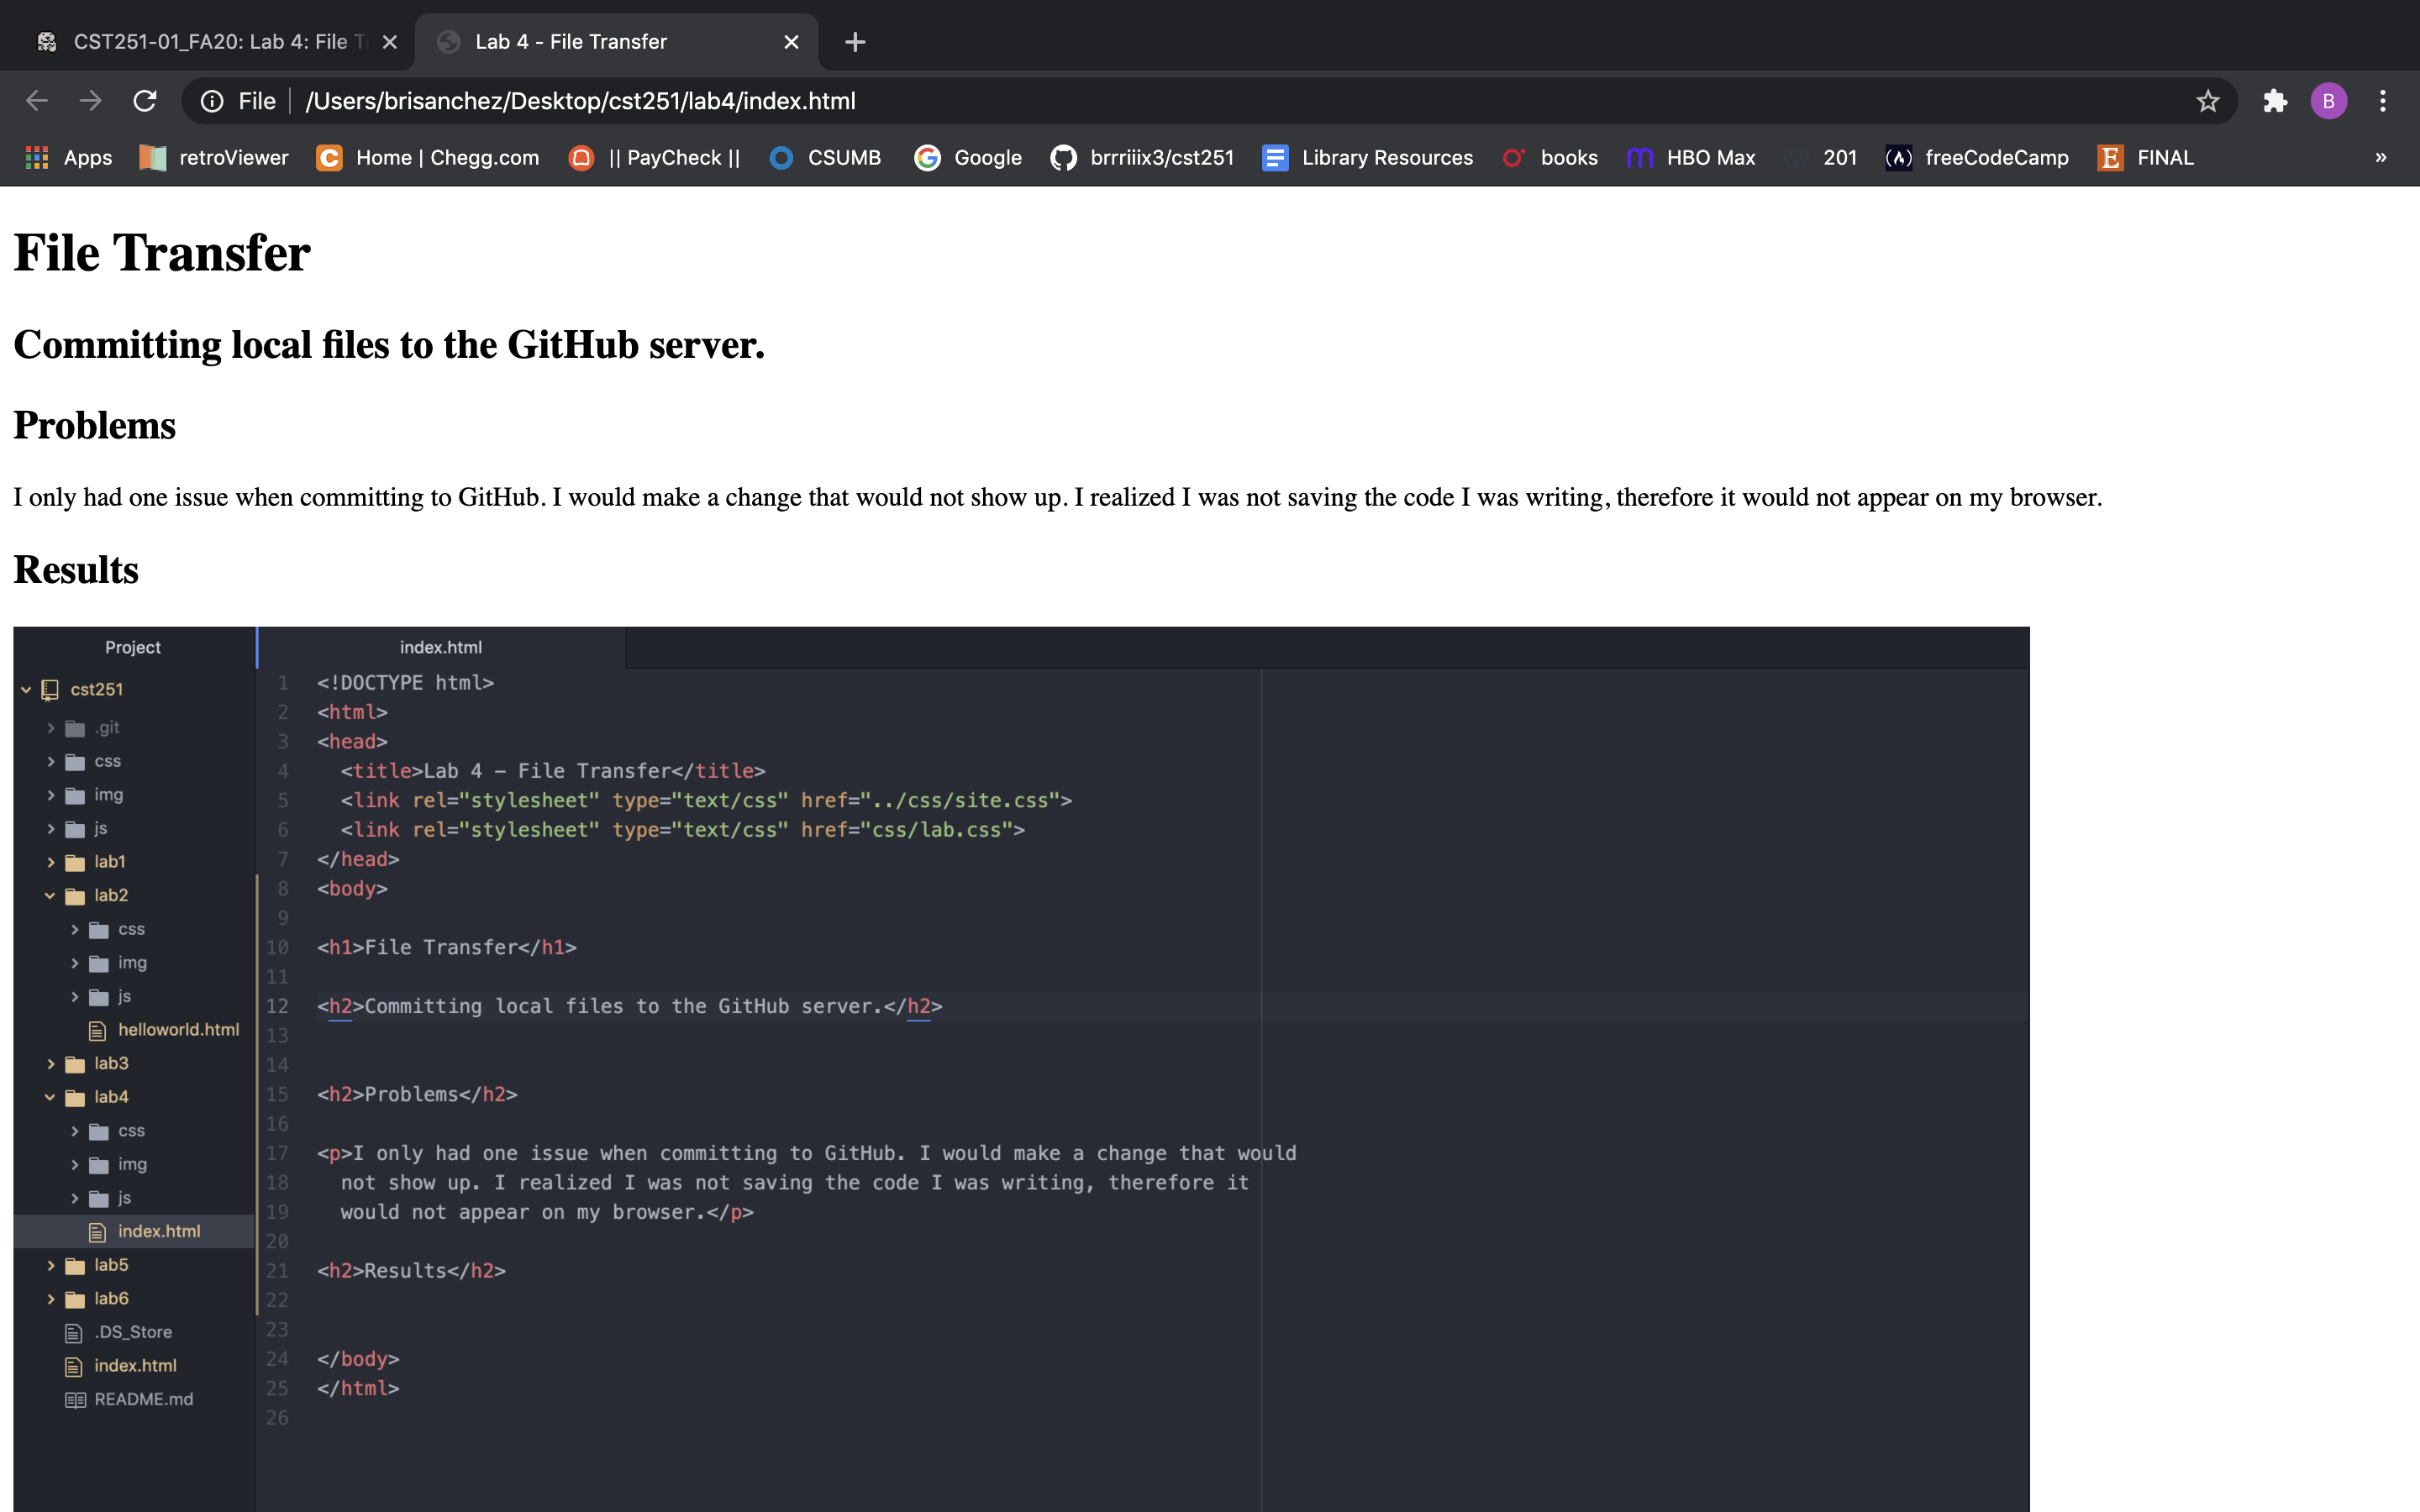 CST251-01_FA20: Lab 4: File
Lab 4 - File Transfer
File /Users/brisanchez/Desktop/cst251/lab4/index.html
B
Apps retroViewer Home | Chegg.com || PayCheck || CSUMB Google brrriiix3/cst251 Library Resources books HBO Max 201 freeCodeCamp FINAL »
File Transfer
Committing local files to the GitHub server.
Problems
I only had one issue when committing to GitHub. I would make a change that would not show up. I realized I was not saving the code I was writing, therefore it would not appear on my browser.
Results
Project
cst251
.git
css
img
js
lab1
lab2
css
img
js
helloworld.html
lab3
lab4
css
img
js
index.html
lab5
lab6
.DS_Store
index.html
README.md
index.html
1 <!DOCTYPE html>
2 <html>
3 <head>
4 <title>Lab 4 – File Transfer</title>
5 <link rel="stylesheet" type="text/css" href="../css/site.css">
6 <link rel="stylesheet" type="text/css" href="css/lab.css">
7 </head>
8 <body>
9
10 <h1>File Transfer</h1>
11
12 <h2>Committing local files to the GitHub server.</h2>
13
14
15 <h2>Problems</h2>
16
17 <p>I only had one issue when committing to GitHub. I would make a change that would
18 not show up. I realized I was not saving the code I was writing, therefore it
19 would not appear on my browser.</p>
20
21 <h2>Results</h2>
22
23
24 </body>
25 </html>
26